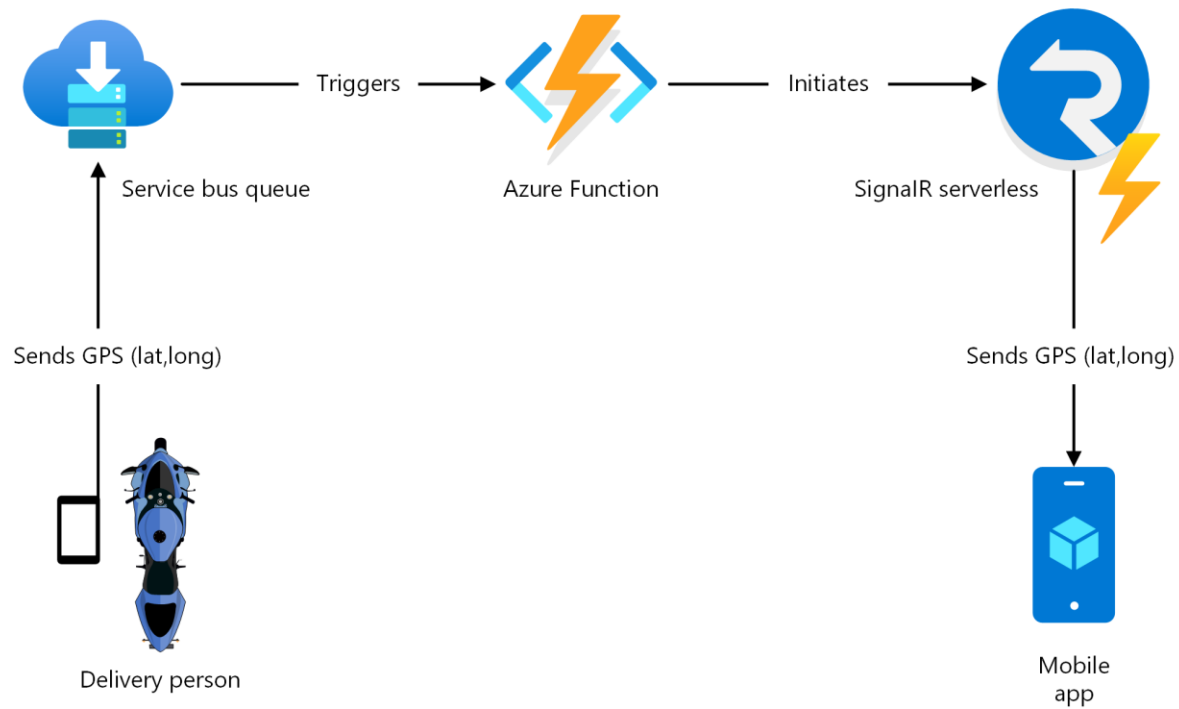 Triggers
Initiates
Service bus queue
Azure Function
SignalR serverless
Sends GPS (lat,long)
Sends GPS (lat,long)
Delivery person
Mobile
app